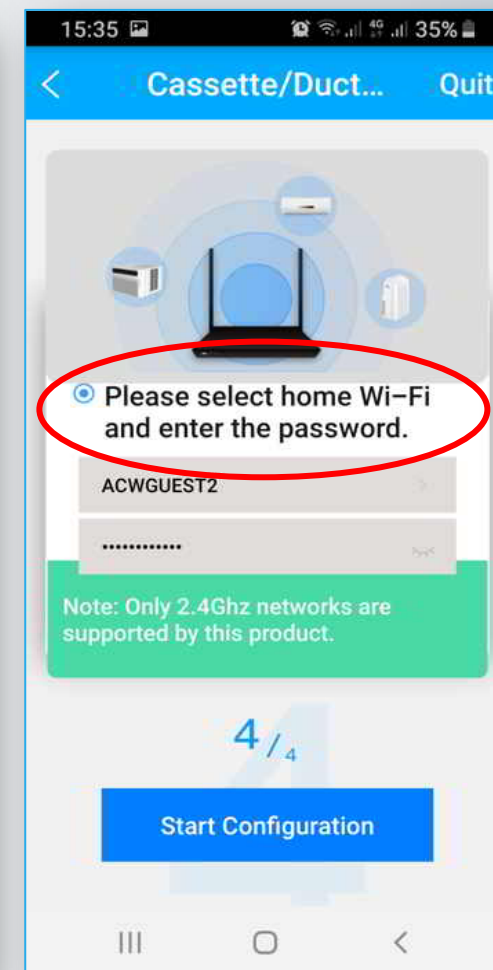 15:35 4G 35%
Cassette/Duct... Quit
Please select home Wi-Fi
and enter the password.
ACWGUEST2
••••••••••••
Note: Only 2.4Ghz networks are
supported by this product.
4/4
Start Configuration